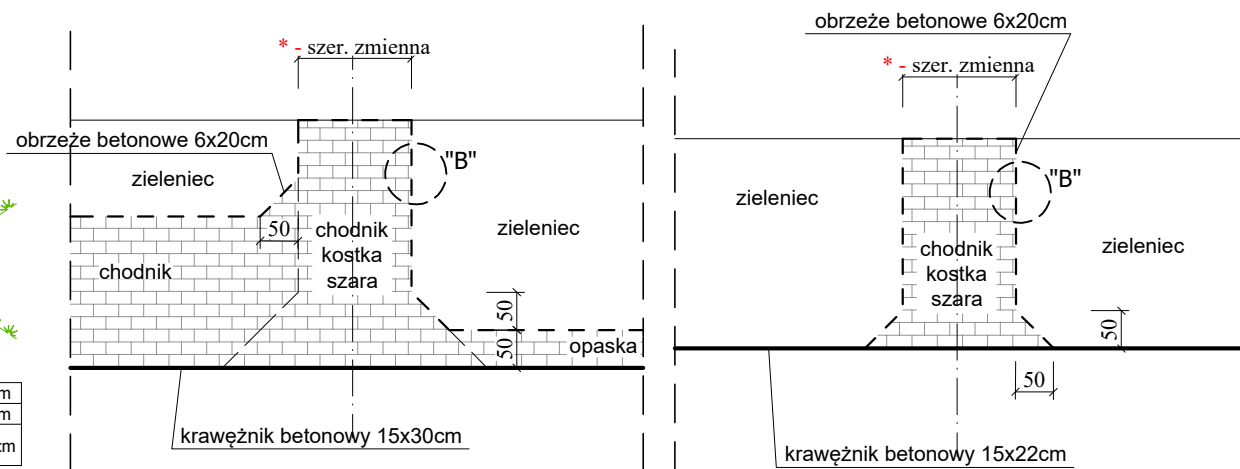 * - szer. zmienna
obrzeże betonowe 6x20cm
"B"
zieleniec
zieleniec
50
chodnik
kostka
szara
chodnik
50
50
opaska
krawężnik betonowy 15x30cm
m
m
cm
obrzeże betonowe 6x20cm
* - szer. zmienna
"B"
zieleniec
zieleniec
chodnik
kostka
szara
50
50
krawężnik betonowy 15x22cm